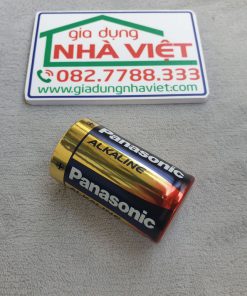 gia dụng
NHÀ VIỆT
082.7788.333
www.giadungnhaviet.com
Panasonic
ALKALINE
Panasonic